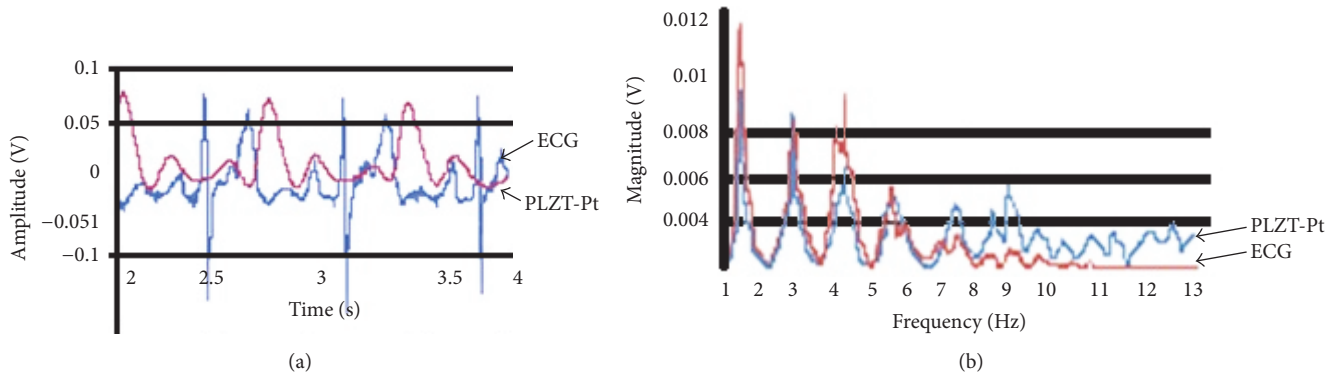 Amplitude (V)
0.1
0.05
0
−0.051
−0.1
2 2.5 3 3.5 4
Time (s)
ECG
PLZT-Pt
(a)
Magnitude (V)
0.012
0.01
0.008
0.006
0.004
1 2 3 4 5 6 7 8 9 10 11 12 13
Frequency (Hz)
PLZT-Pt
ECG
(b)